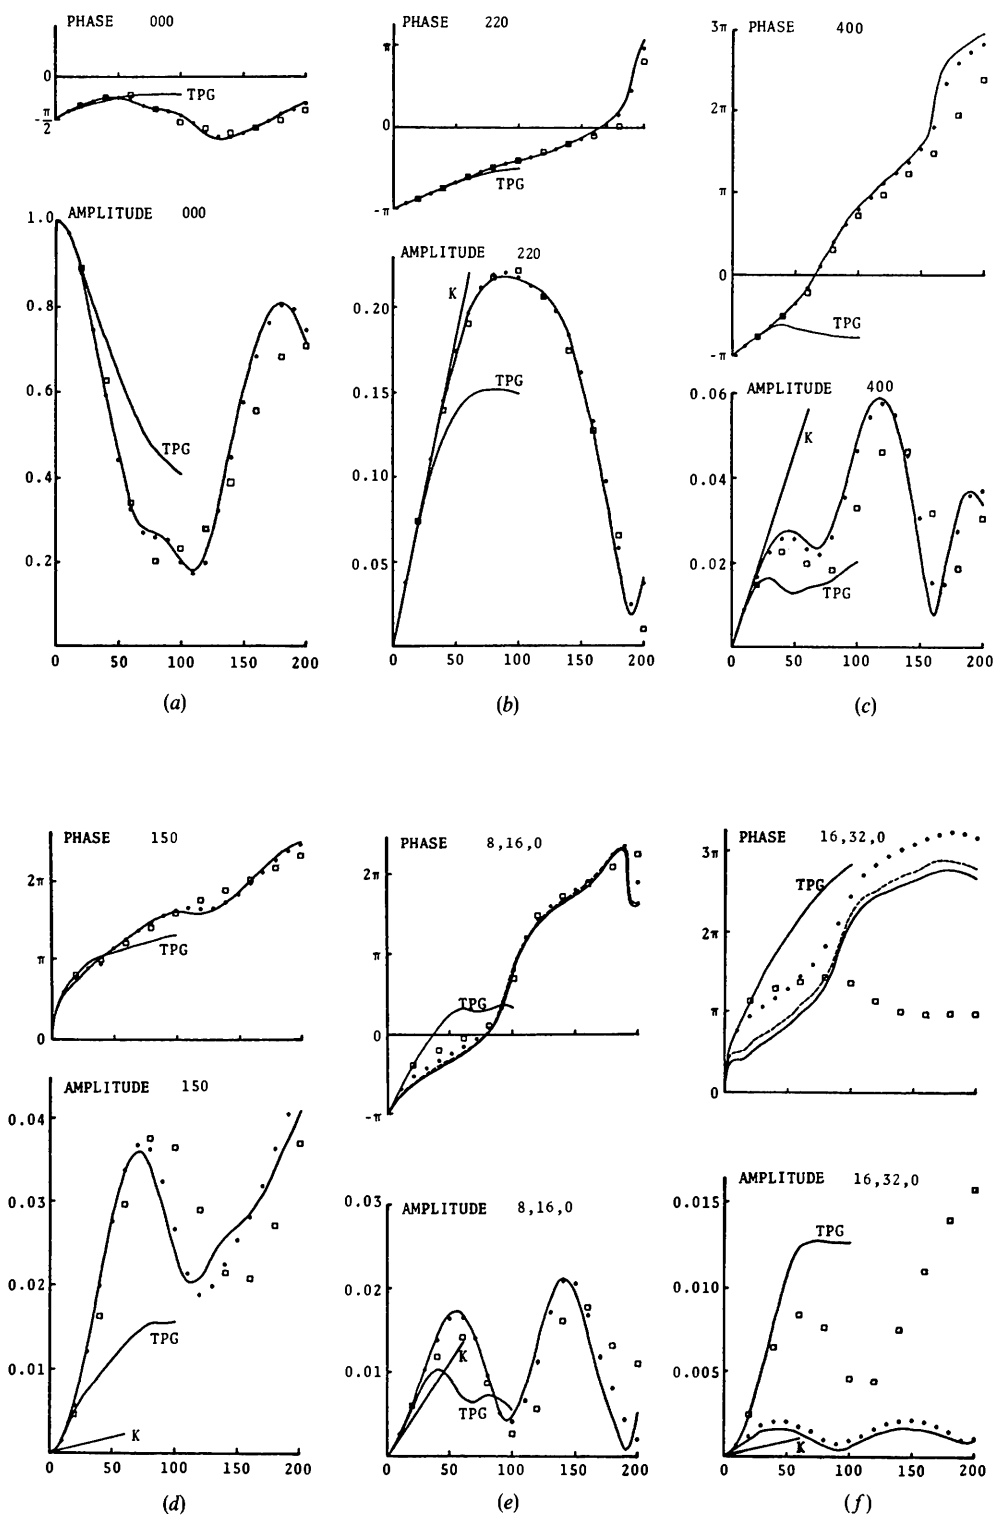 PHASE 000
0
-π/2
TPG
AMPLITUDE 000
1.0
0.8
0.6
0.4
0.2
TPG
0 50 100 150 200
(a)
PHASE 220
π
0
-π
TPG
AMPLITUDE 220
0.20
0.15
0.10
0.05
K
TPG
0 50 100 150 200
(b)
3π PHASE 400
2π
π
0
-π
TPG
0.06 AMPLITUDE 400
0.04
0.02
K
TPG
0 50 100 150 200
(c)
PHASE 150
2π
π
0
TPG
AMPLITUDE 150
0.04
0.03
0.02
0.01
TPG
K
0 50 100 150 200
(d)
PHASE 8,16,0
2π
π
0
-π
TPG
0.03 AMPLITUDE 8,16,0
0.02
0.01
K
TPG
0 50 100 150 200
(e)
PHASE 16,32,0
3π
2π
π
0
TPG
AMPLITUDE 16,32,0
0.015
0.010
0.005
TPG
K
0 50 100 150 200
(f)